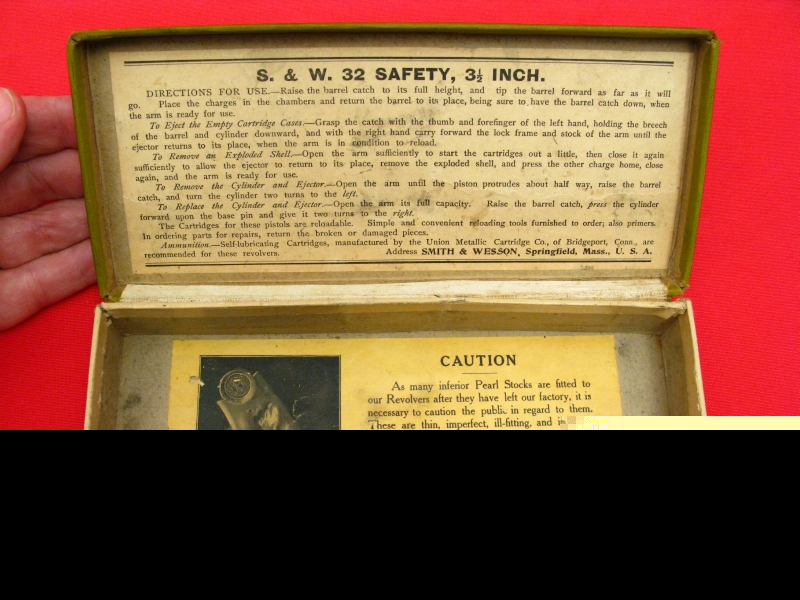 S. & W. 32 SAFETY, 3½ INCH.
DIRECTIONS FOR USE.—Raise the barrel catch to its full height, and tip the barrel forward as far as it will
go. Place the charges in the chambers and return the barrel to its place, being sure to have the barrel catch down, when
the arm is ready for use.
To Eject the Empty Cartridge Cases.—Grasp the catch with the thumb and forefinger of the left hand, holding the breech
of the barrel and cylinder downward, and with the right hand carry forward the lock frame and stock of the arm until the
ejector returns to its place, when the arm is in condition to reload.
To Remove an Exploded Shell.—Open the arm sufficiently to start the cartridges out a little, then close it again
sufficiently to allow the ejector to return to its place, remove the exploded shell, and press the other charge home, close
again, and the arm is ready for use.
To Remove the Cylinder and Ejector.—Open the arm until the piston protrudes about half way, raise the barrel
catch, and turn the cylinder two turns to the left.
To Replace the Cylinder and Ejector.—Open the arm its full capacity. Raise the barrel catch, press the cylinder
forward upon the base pin and give it two turns to the right.
The Cartridges for these pistols are reloadable. Simple and convenient reloading tools furnished to order; also primers.
In ordering parts for repairs, return the broken or damaged pieces.
Ammunition.—Self-lubricating Cartridges, manufactured by the Union Metallic Cartridge Co., of Bridgeport, Conn., are
recommended for these revolvers. Address SMITH & WESSON, Springfield, Mass., U. S. A.
CAUTION
As many inferior Pearl Stocks are fitted to
our Revolvers after they have left our factory, it is
necessary to caution the public in regard to them.
These are thin, imperfect, ill-fitting, and